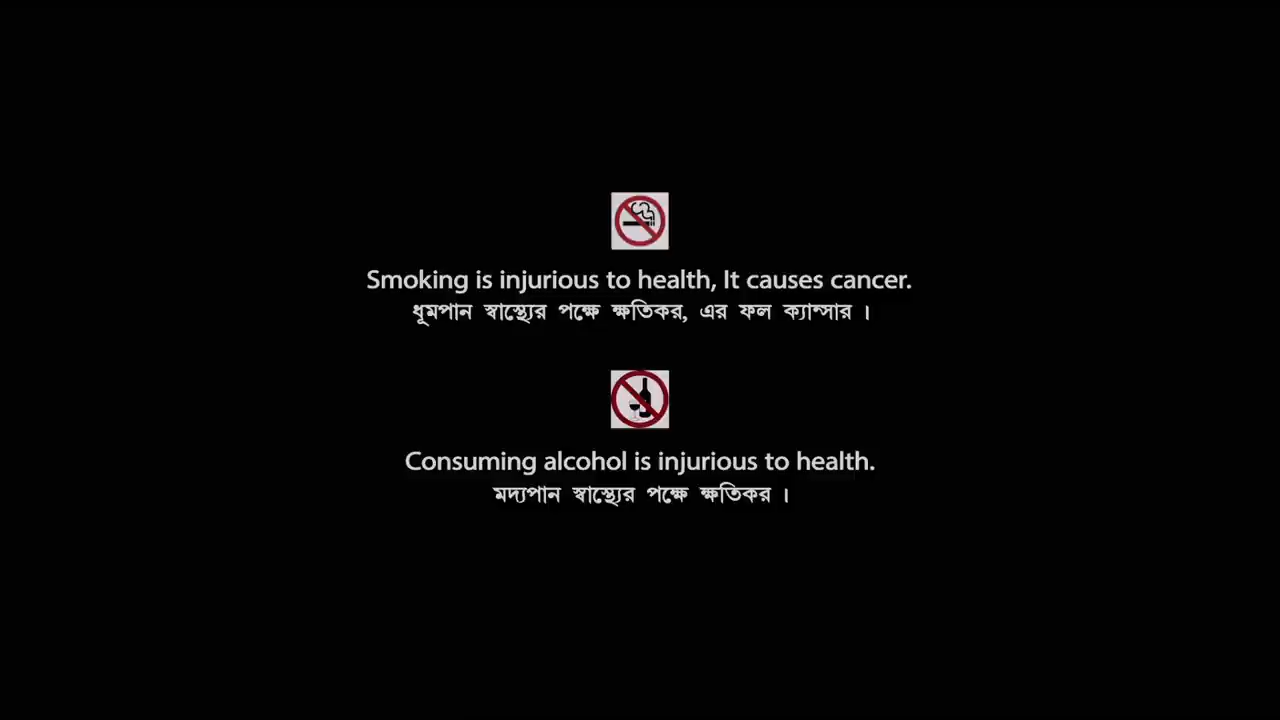 Smoking is injurious to health, It causes cancer.
ধূমপান স্বাস্থ্যের পক্ষে ক্ষতিকর, এর ফল ক্যান্সার ।
Consuming alcohol is injurious to health.
মদ্যপান স্বাস্থ্যের পক্ষে ক্ষতিকর ।